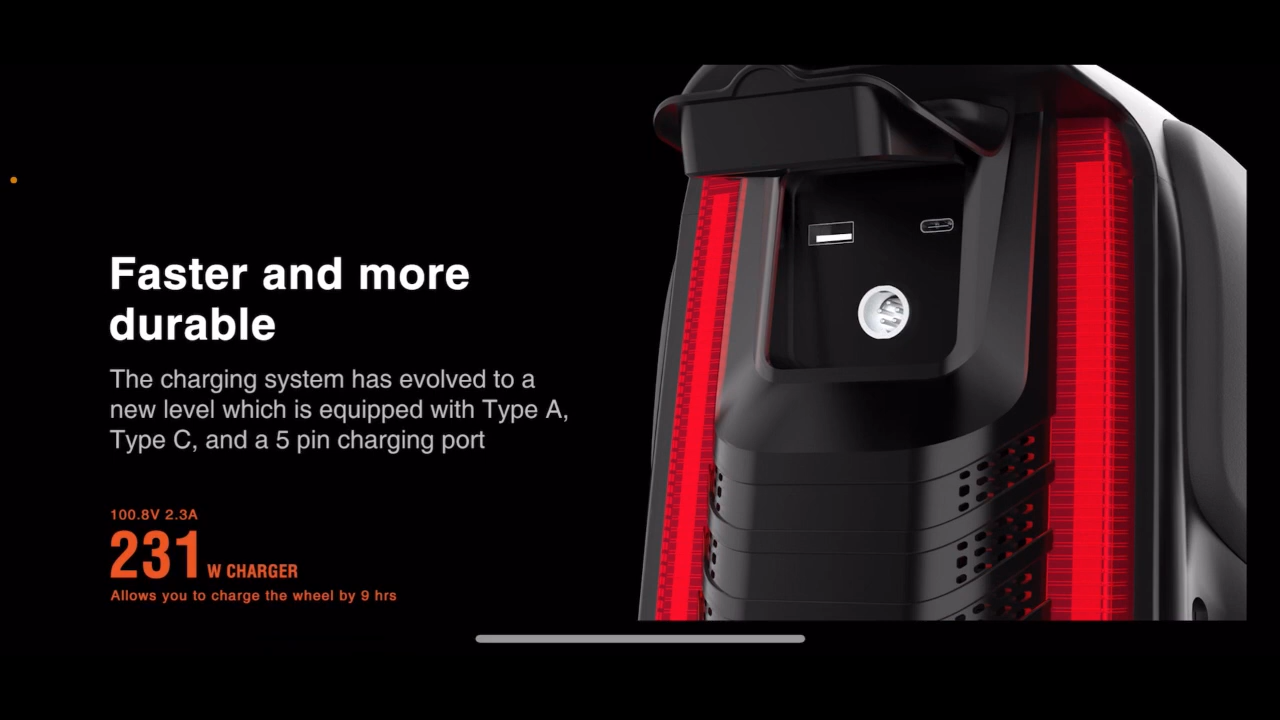 Faster and more
durable
The charging system has evolved to a
new level which is equipped with Type A,
Type C, and a 5 pin charging port
100.8V 2.3A
231 W CHARGER
Allows you to charge the wheel by 9 hrs